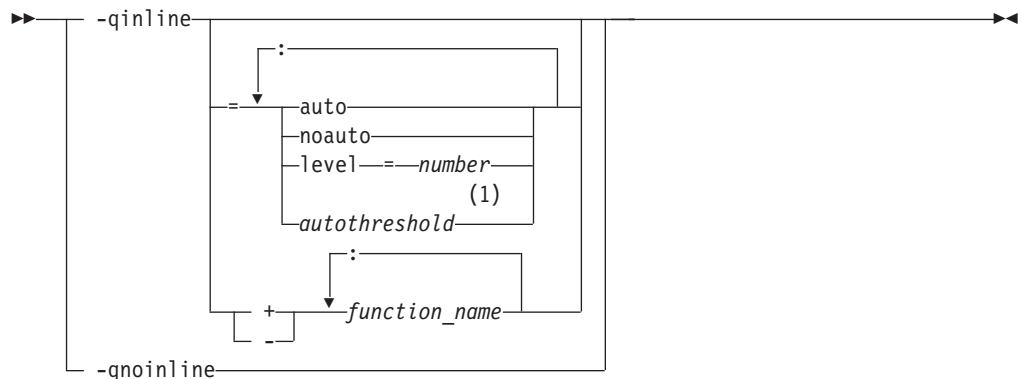 -qinline
:
= auto
noauto
level = number
(1)
autothreshold
:
+ function_name
-
-qnoinline